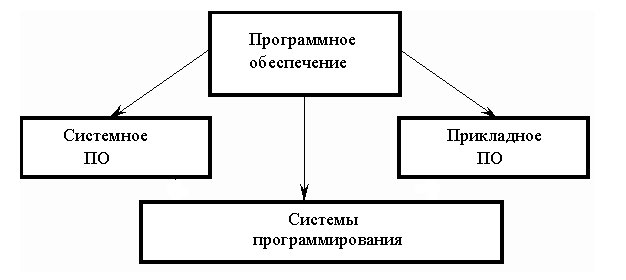 Программное
обеспечение
Системное
ПО
Прикладное
ПО
Системы
программирования